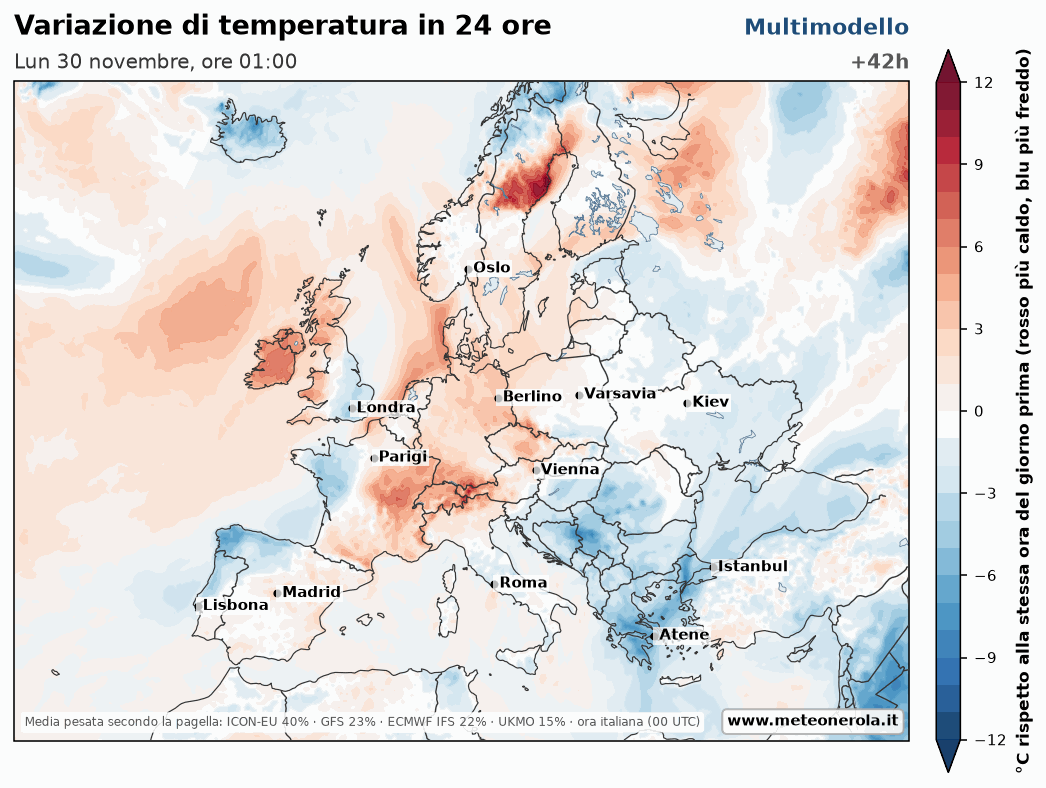 Variazione di temperatura in 24 ore
Multimodello
Lun 30 novembre, ore 01:00
+42h
Oslo
Berlino
Varsavia
Kiev
Londra
Parigi
Vienna
Istanbul
Roma
Madrid
Lisbona
Atene
Media pesata secondo la pagella: ICON-EU 40% · GFS 23% · ECMWF IFS 22% · UKMO 15% · ora italiana (00 UTC)
www.meteonerola.it
12
9
6
3
0
−3
−6
−9
−12
°C rispetto alla stessa ora del giorno prima (rosso più caldo, blu più freddo)